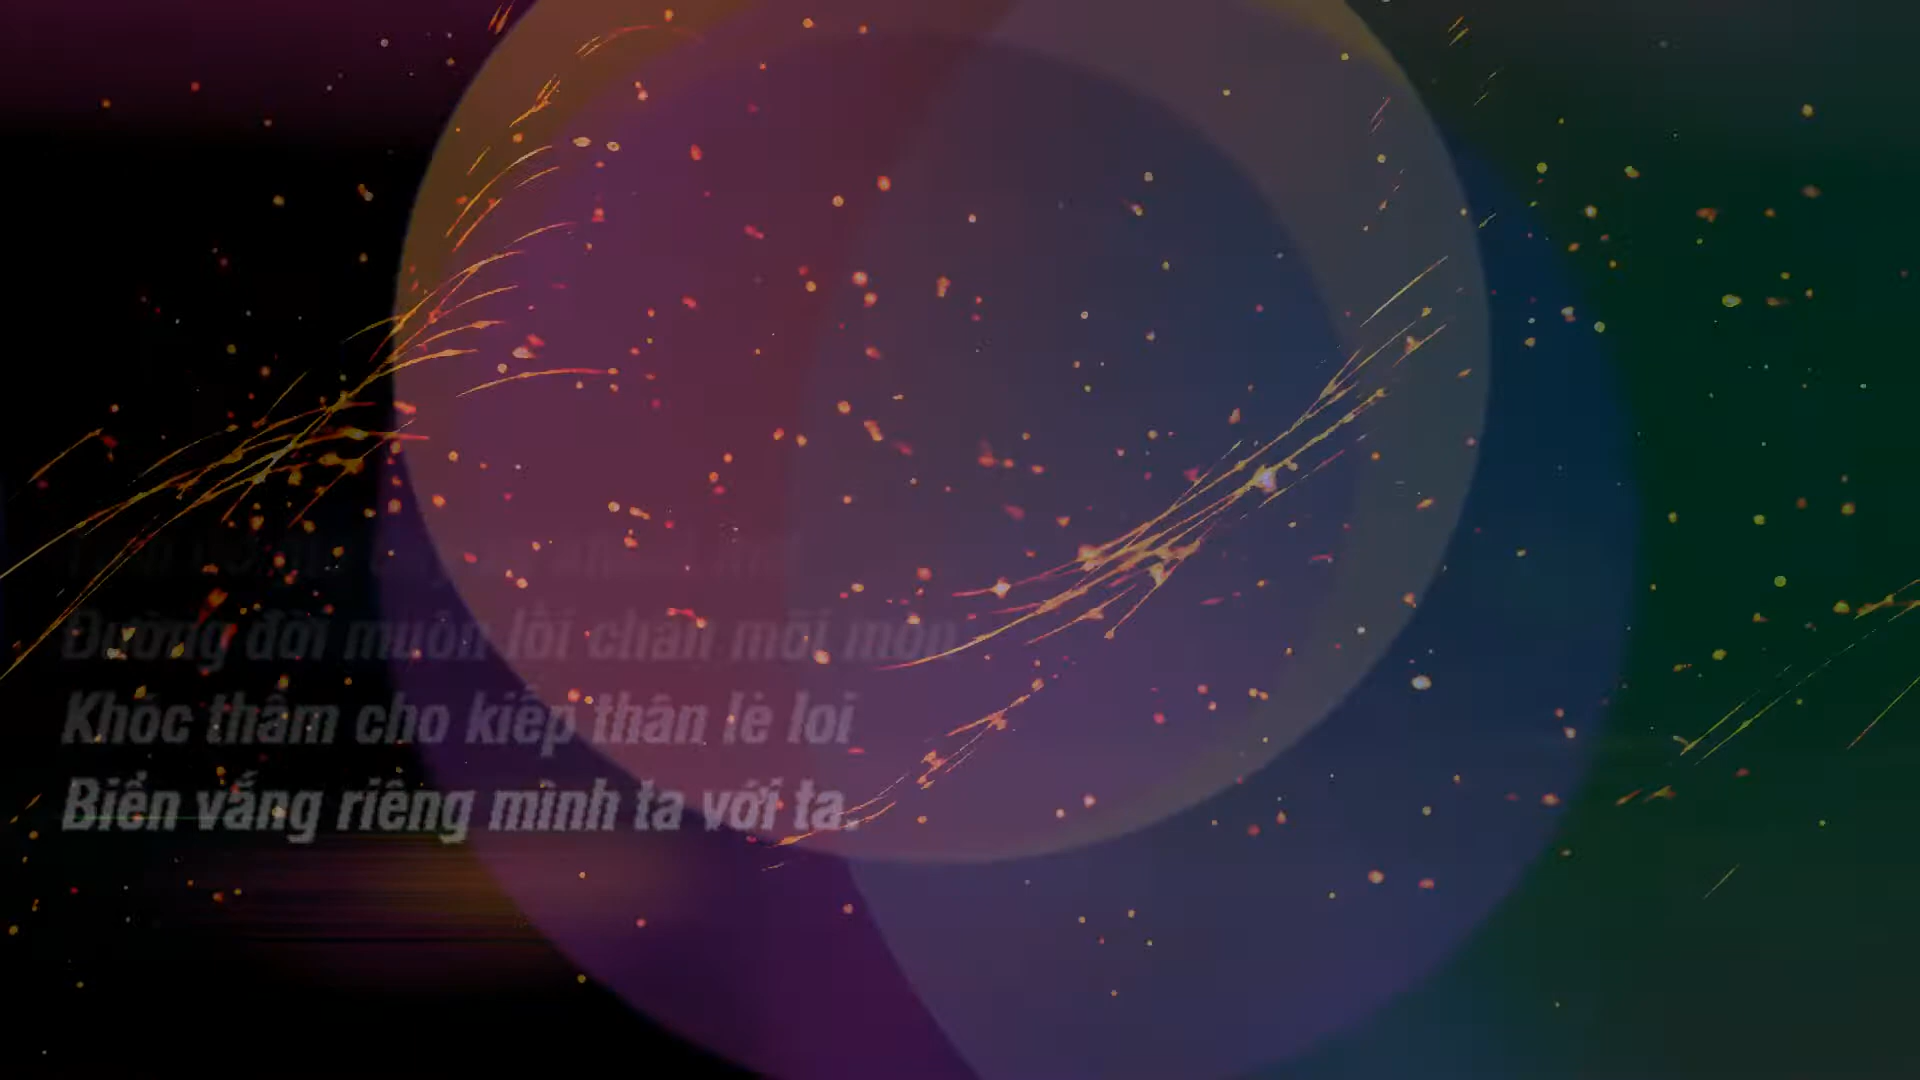 Đường đời muôn lối chân mỏi mòn
Khóc thầm cho kiếp thân lẻ loi
Biển vắng riêng mình ta với ta.